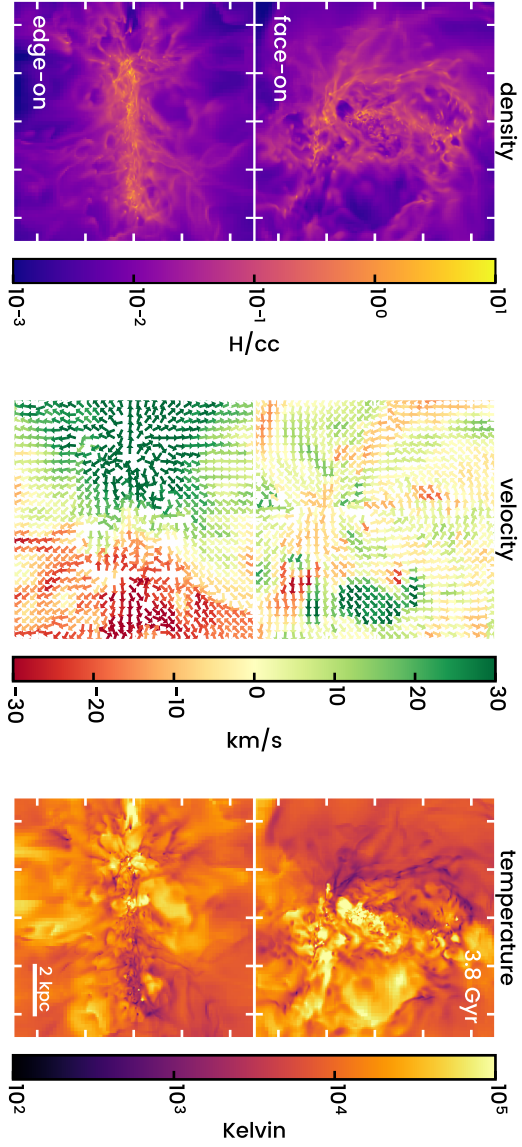 density
face-on
edge-on
10⁻³ 10⁻² 10⁻¹ 10⁰ 10¹
H/cc
velocity
-30 -20 -10 0 10 20 30
km/s
temperature
3.8 Gyr
2 kpc
10² 10³ 10⁴ 10⁵
Kelvin